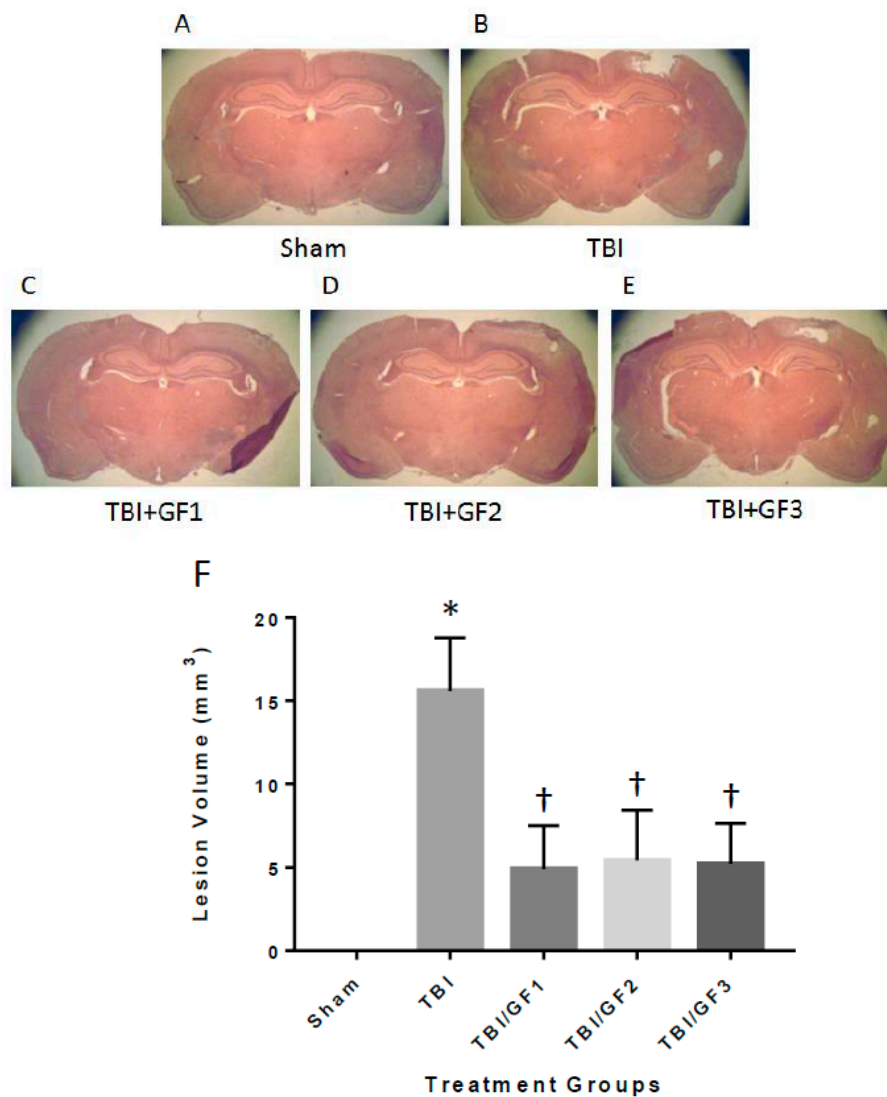 A
B
Sham
TBI
C
D
E
TBI+GF1
TBI+GF2
TBI+GF3
F
*
20
†
†
†
15
10
5
0
Lesion Volume (mm³)
Sham
TBI
TBI/GF1
TBI/GF2
TBI/GF3
Treatment Groups